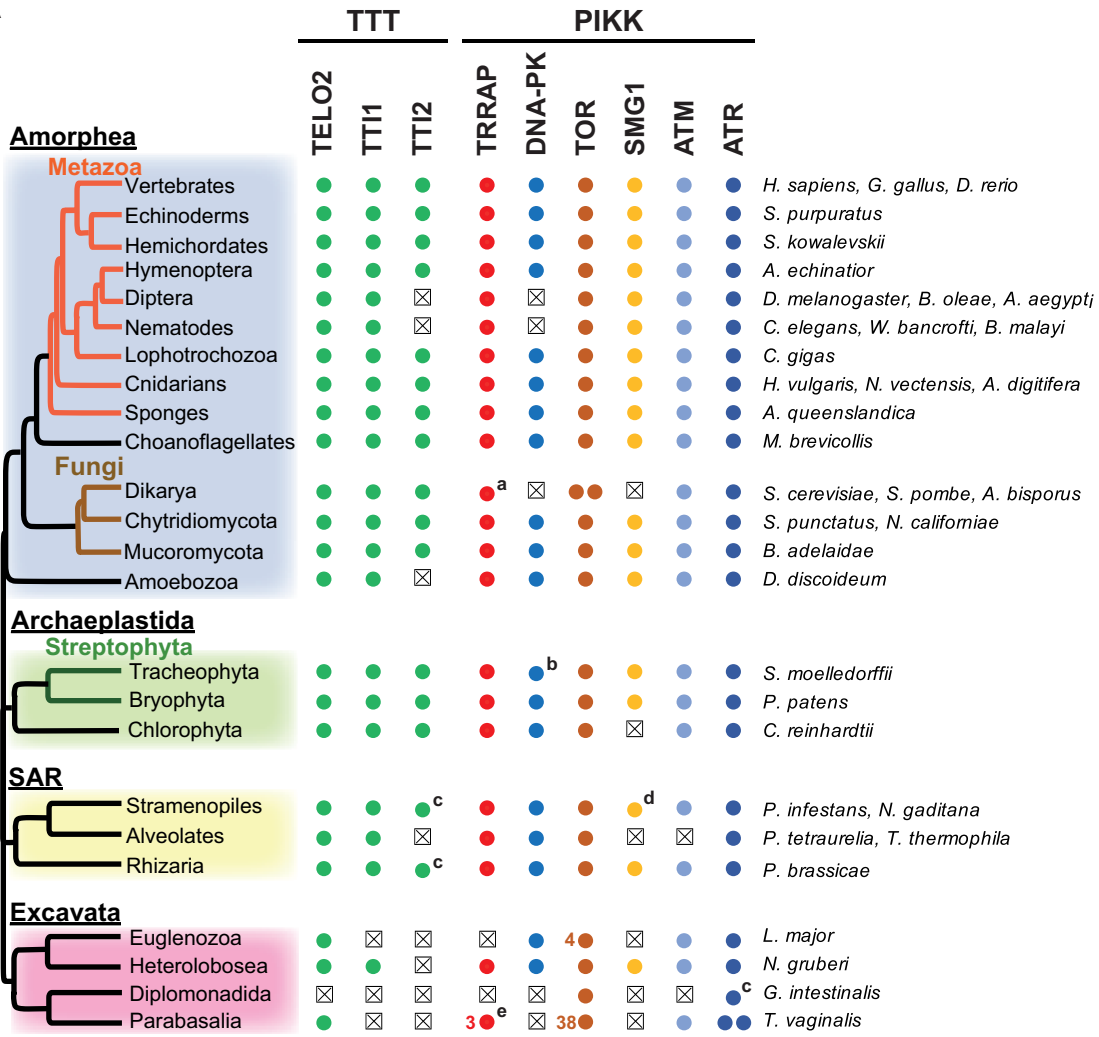 TTT PIKK
TELO2 TTI1 TTI2 TRRAP DNA-PK TOR SMG1 ATM ATR
Amorphea
Metazoa
Vertebrates H. sapiens, G. gallus, D. rerio
Echinoderms S. purpuratus
Hemichordates S. kowalevskii
Hymenoptera A. echinatior
Diptera D. melanogaster, B. oleae, A. aegypti
Nematodes C. elegans, W. bancrofti, B. malayi
Lophotrochozoa C. gigas
Cnidarians H. vulgaris, N. vectensis, A. digitifera
Sponges A. queenslandica
Choanoflagellates M. brevicollis
Fungi
Dikarya a S. cerevisiae, S. pombe, A. bisporus
Chytridiomycota S. punctatus, N. californiae
Mucoromycota B. adelaidae
Amoebozoa D. discoideum
Archaeplastida
Streptophyta
Tracheophyta b S. moelledorffii
Bryophyta P. patens
Chlorophyta C. reinhardtii
SAR
Stramenopiles c d P. infestans, N. gaditana
Alveolates P. tetraurelia, T. thermophila
Rhizaria c P. brassicae
Excavata
Euglenozoa 4 L. major
Heterolobosea N. gruberi
Diplomonadida c G. intestinalis
Parabasalia 3 e 38 T. vaginalis